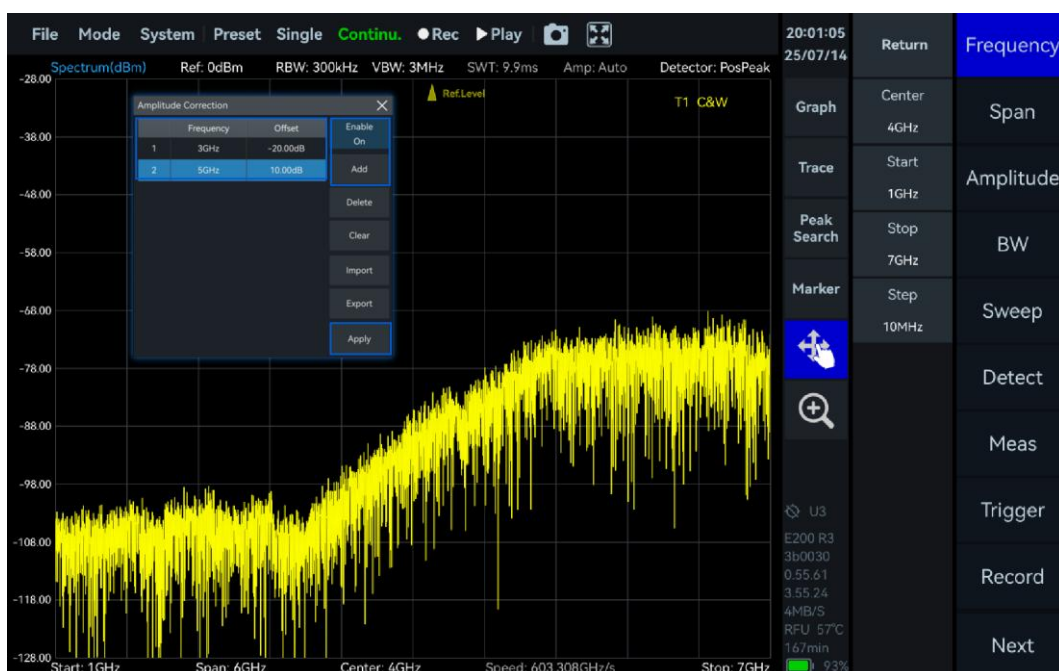 File Mode System Preset Single Continu. Rec Play
Spectrum(dBm) Ref: 0dBm RBW: 300kHz VBW: 3MHz SWT: 9.9ms Amp: Auto Detector: PosPeak
Ref.Level
T1 C&W
-28.00
-38.00
-48.00
-58.00
-68.00
-78.00
-88.00
-98.00
-108.00
-118.00
-128.00
Amplitude Correction
Frequency Offset
1 3GHz -20.00dB
2 5GHz 10.00dB
Enable
On
Add
Delete
Clear
Import
Export
Apply
Start: 1GHz Span: 6GHz Center: 4GHz Speed: 603.308GHz/s Stop: 7GHz
20:01:05
25/07/14
Graph
Trace
Peak
Search
Marker
U3
E200 R3
3b0030
0.55.61
3.55.24
4MB/S
RFU 57°C
167min
93%
Return
Center
4GHz
Start
1GHz
Stop
7GHz
Step
10MHz
Frequency
Span
Amplitude
BW
Sweep
Detect
Meas
Trigger
Record
Next